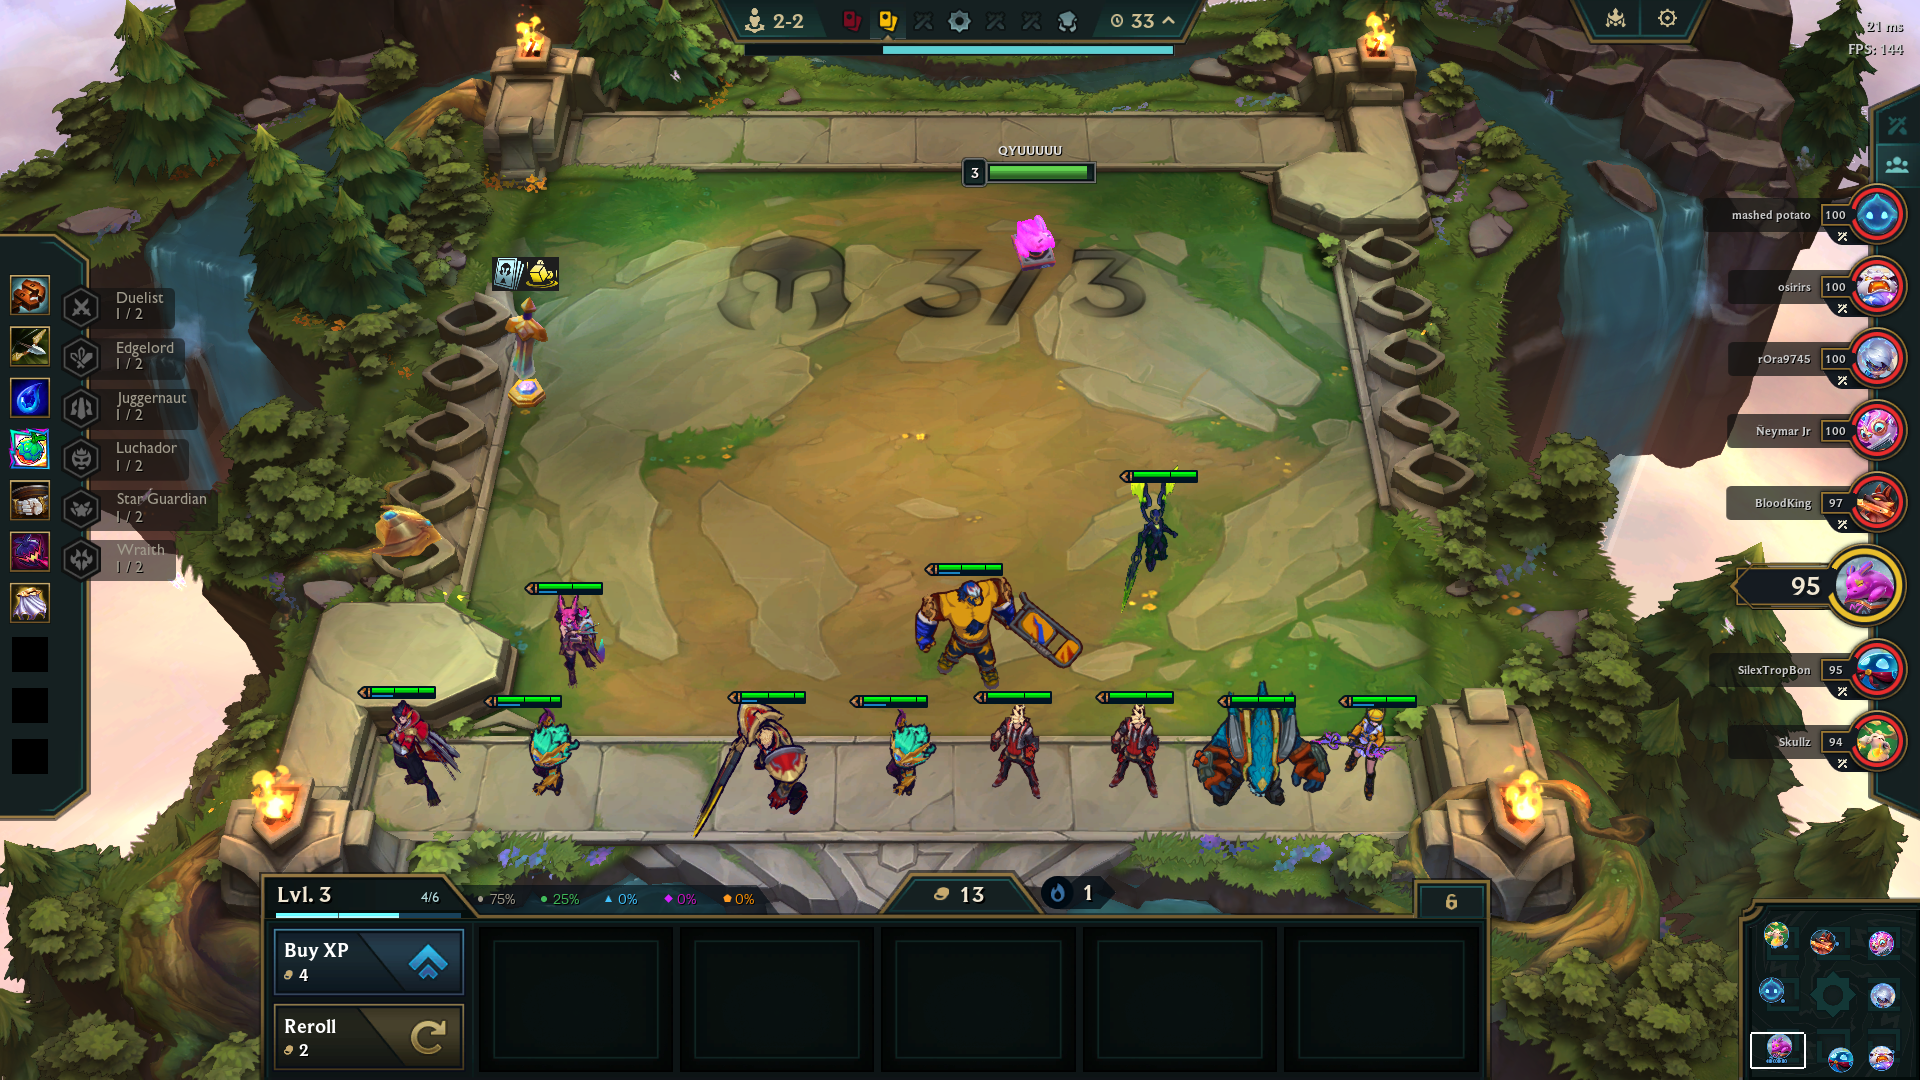 2-2
33
21 ms
FPS: 144
QYUUUUU
3
3/3
mashed potato 100
osirirs 100
rOra9745 100
Neymar Jr 100
BloodKing 97
95
SilexTropBon 95
Skullz 94
Duelist
1 / 2
Edgelord
1 / 2
Juggernaut
1 / 2
Luchador
1 / 2
Star Guardian
1 / 2
Wraith
1 / 2
Lvl. 3
4/6
75%
25%
0%
0%
0%
13
1
6
Buy XP
4
Reroll
2